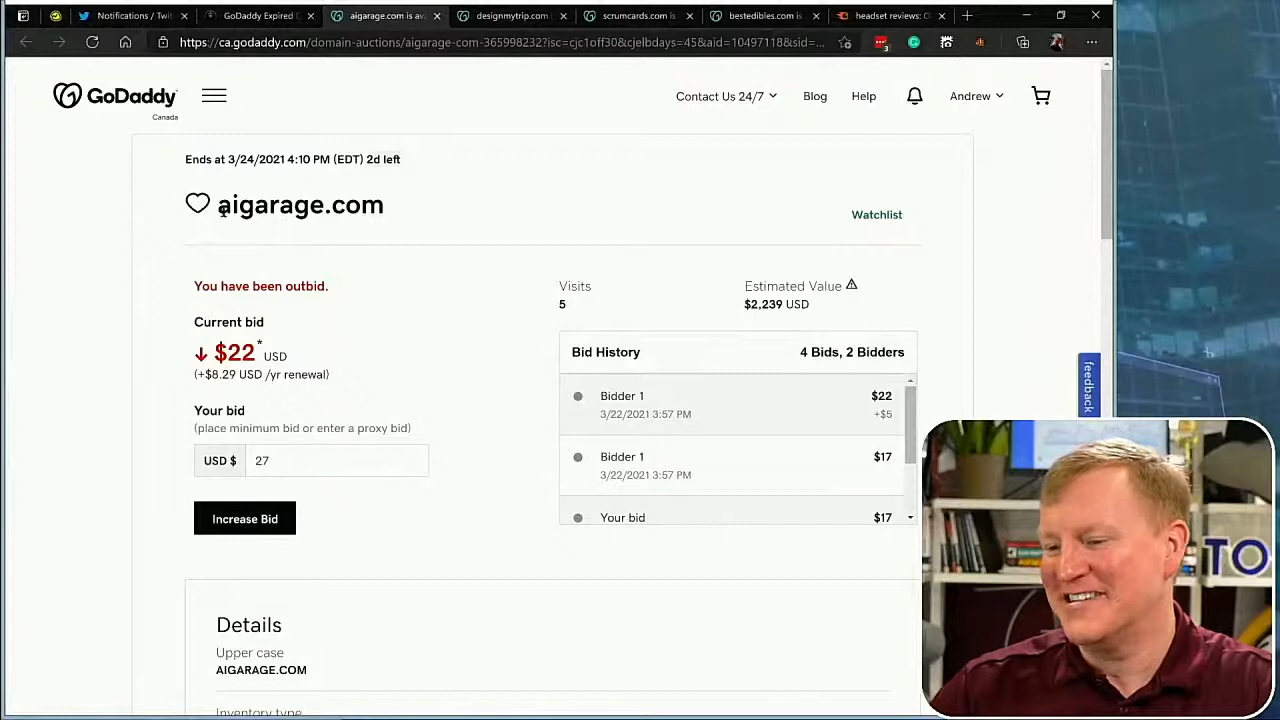 Notifications / Twitt
GoDaddy Expired D
aigarage.com is av
designmytrip.com
scrumcards.com is
bestedibles.com is
headset reviews: O
https://ca.godaddy.com/domain-auctions/aigarage-com-365998232?isc=cjc1off30&cjelbdays=45&aid=10497118&sid=...
3
GoDaddy
Canada
Contact Us 24/7
Blog
Help
Andrew
Ends at 3/24/2021 4:10 PM (EDT) 2d left
aigarage.com
Watchlist
You have been outbid.
Current bid
$22* USD
(+$8.29 USD /yr renewal)
Your bid
(place minimum bid or enter a proxy bid)
USD $ 27
Increase Bid
Visits
5
Estimated Value
$2,239 USD
Bid History
4 Bids, 2 Bidders
Bidder 1 $22
3/22/2021 3:57 PM +$5
Bidder 1 $17
3/22/2021 3:57 PM
Your bid $17
feedback
Details
Upper case
AIGARAGE.COM
Inventory type
TO